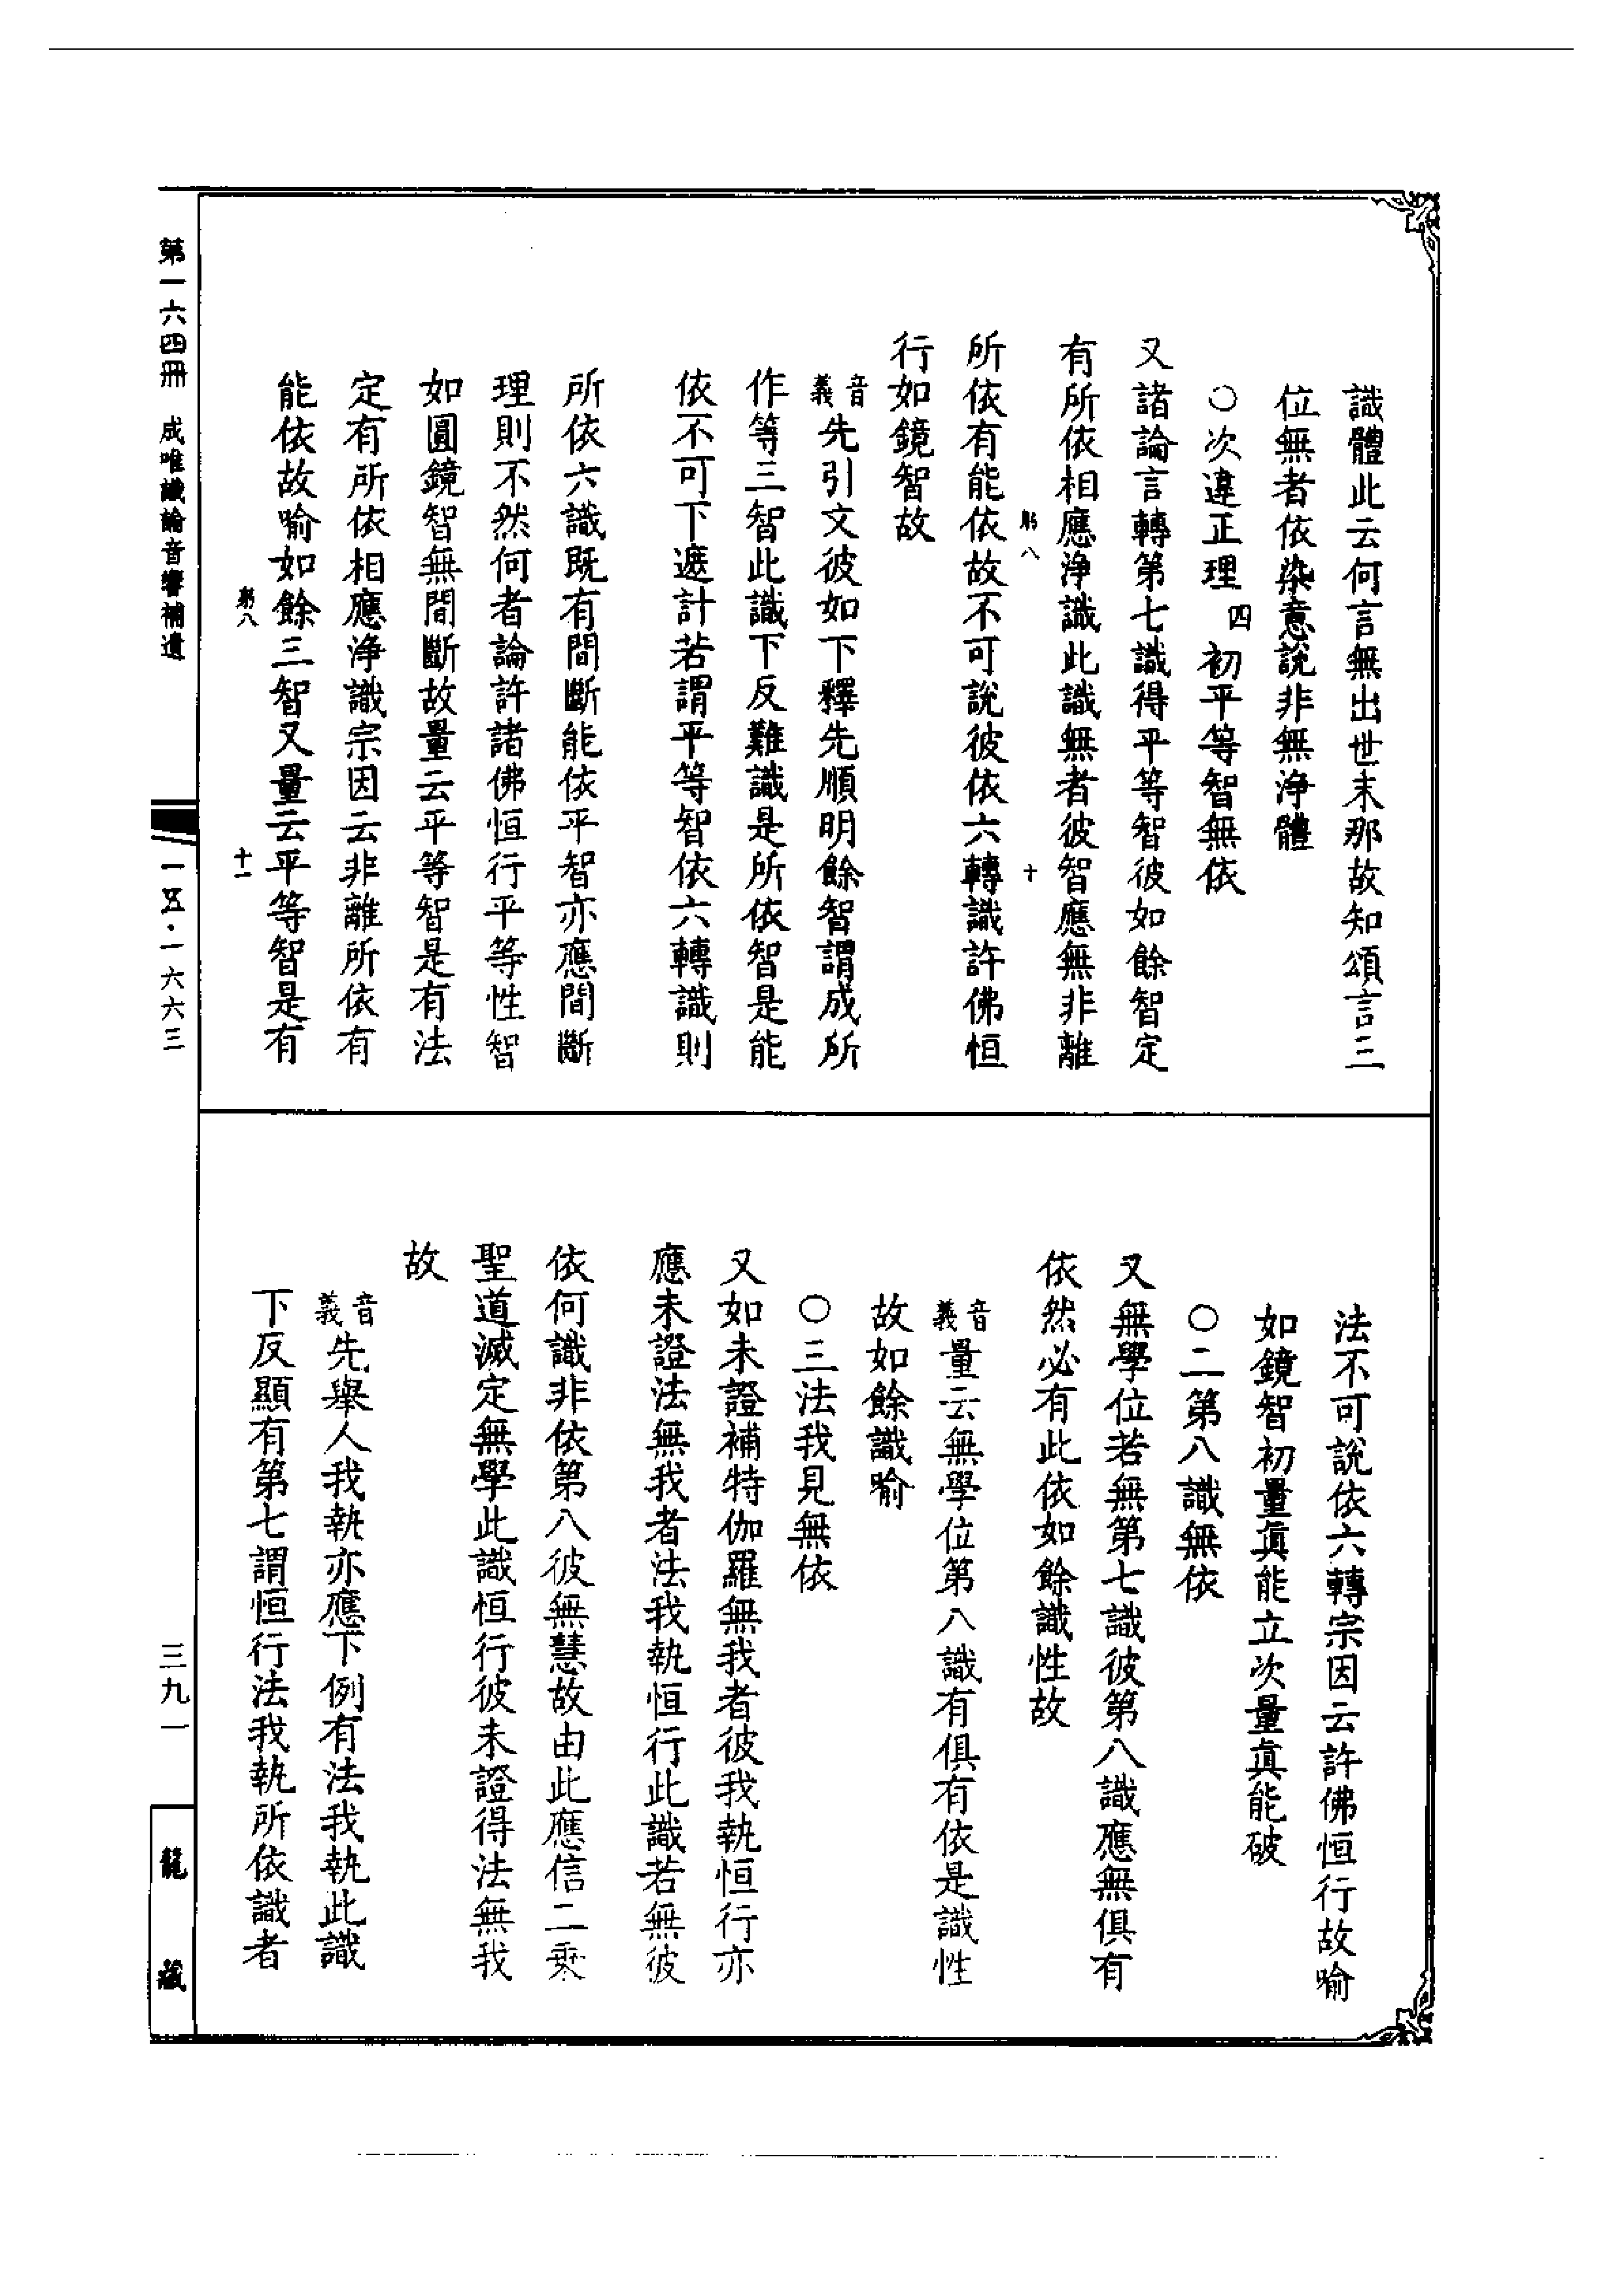 識體此云何言無出世末那故知頌言三
位無者依染意說非無淨體
○次違正理四初平等智無依
又諸論言轉第七識得平等智彼如餘智定
有所依相應淨識此識無者彼智應無非離
躬八 十
所依有能依故不可說彼依六轉識許佛恒
行如鏡智故
音義先引文彼如下釋先順明餘智謂成所
作等三智此識下反難識是所依智是能
依不可下遮計若謂平等智依六轉識則
所依六識既有間斷能依平智亦應間斷
理則不然何者論許諸佛恒行平等性智
如圓鏡智無間斷故量云平等智是有法
定有所依相應淨識宗因云非離所依有
能依故喻如餘三智又量云平等智是有
躬八 十一
法不可說依六轉宗因云許佛恒行故喻
如鏡智初量眞能立次量眞能破
○二第八識無依
又無學位若無第七識彼第八識應無俱有
依然必有此依如餘識性故
音義量云無學位第八識有俱有依是識性
故如餘識喻
○三法我見無依
又如未證補特伽羅無我者彼我執恒行亦
應未證法無我者法我執恒行此識若無彼
依何識非依第八彼無慧故由此應信二乘
聖道滅定無學此識恒行彼未證得法無我
故
音義先舉人我執亦應下例有法我執此識
下反顯有第七謂恒行法我執所依識者
第一六四冊 成唯識論音響補遺 一五·一六六三 三九一 龍藏